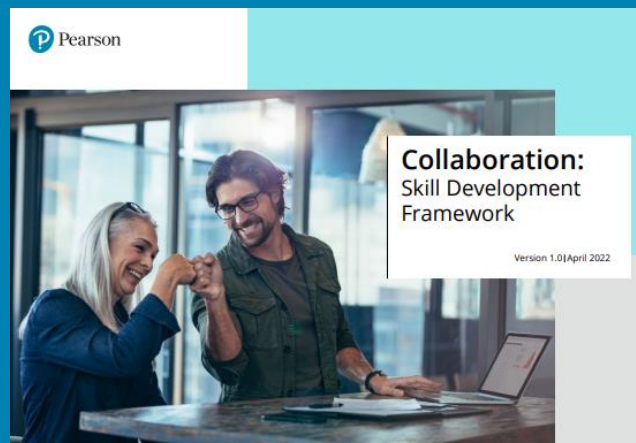 Pearson
Collaboration:
Skill Development
Framework
Version 1.0|April 2022